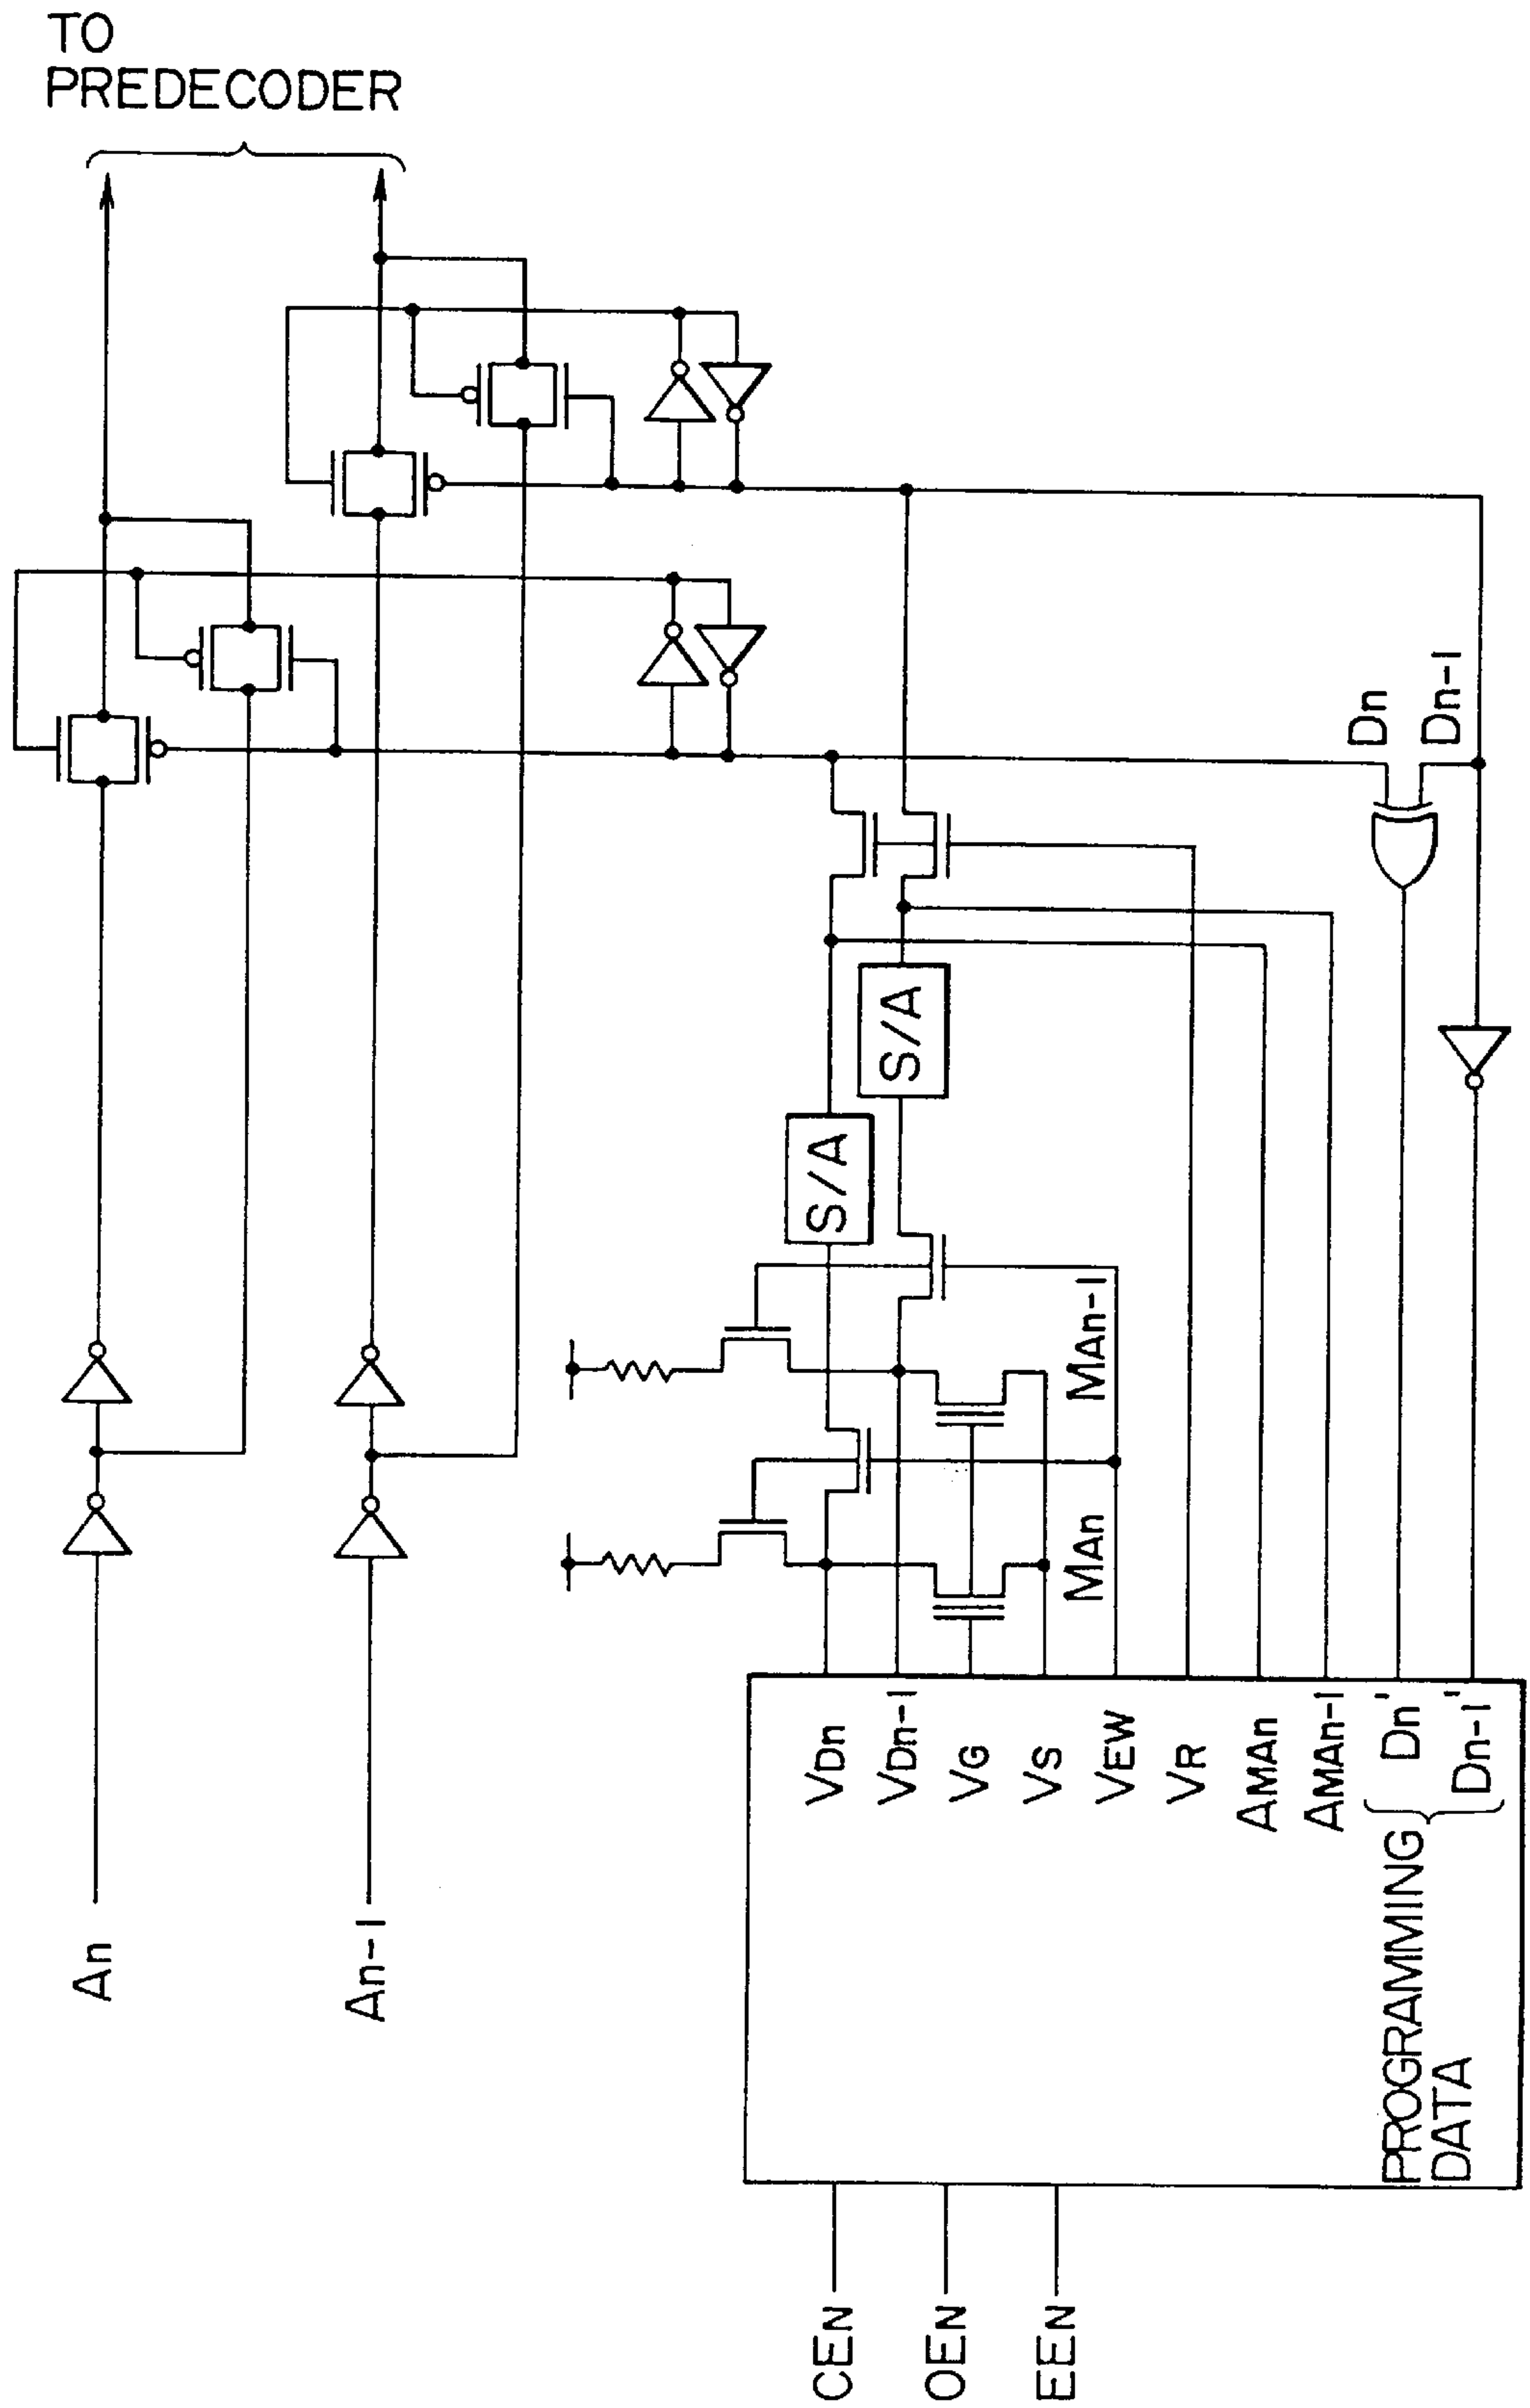 TO
PREDECODER
An
An-1
S/A
S/A
MAn
MAn-1
Dn
Dn-1
VDn
VDn-1
VG
VS
VEW
VR
AMAn
AMAn-1
Dn'
Dn-1'
PROGRAMMING
DATA
CEN
OEN
EEN